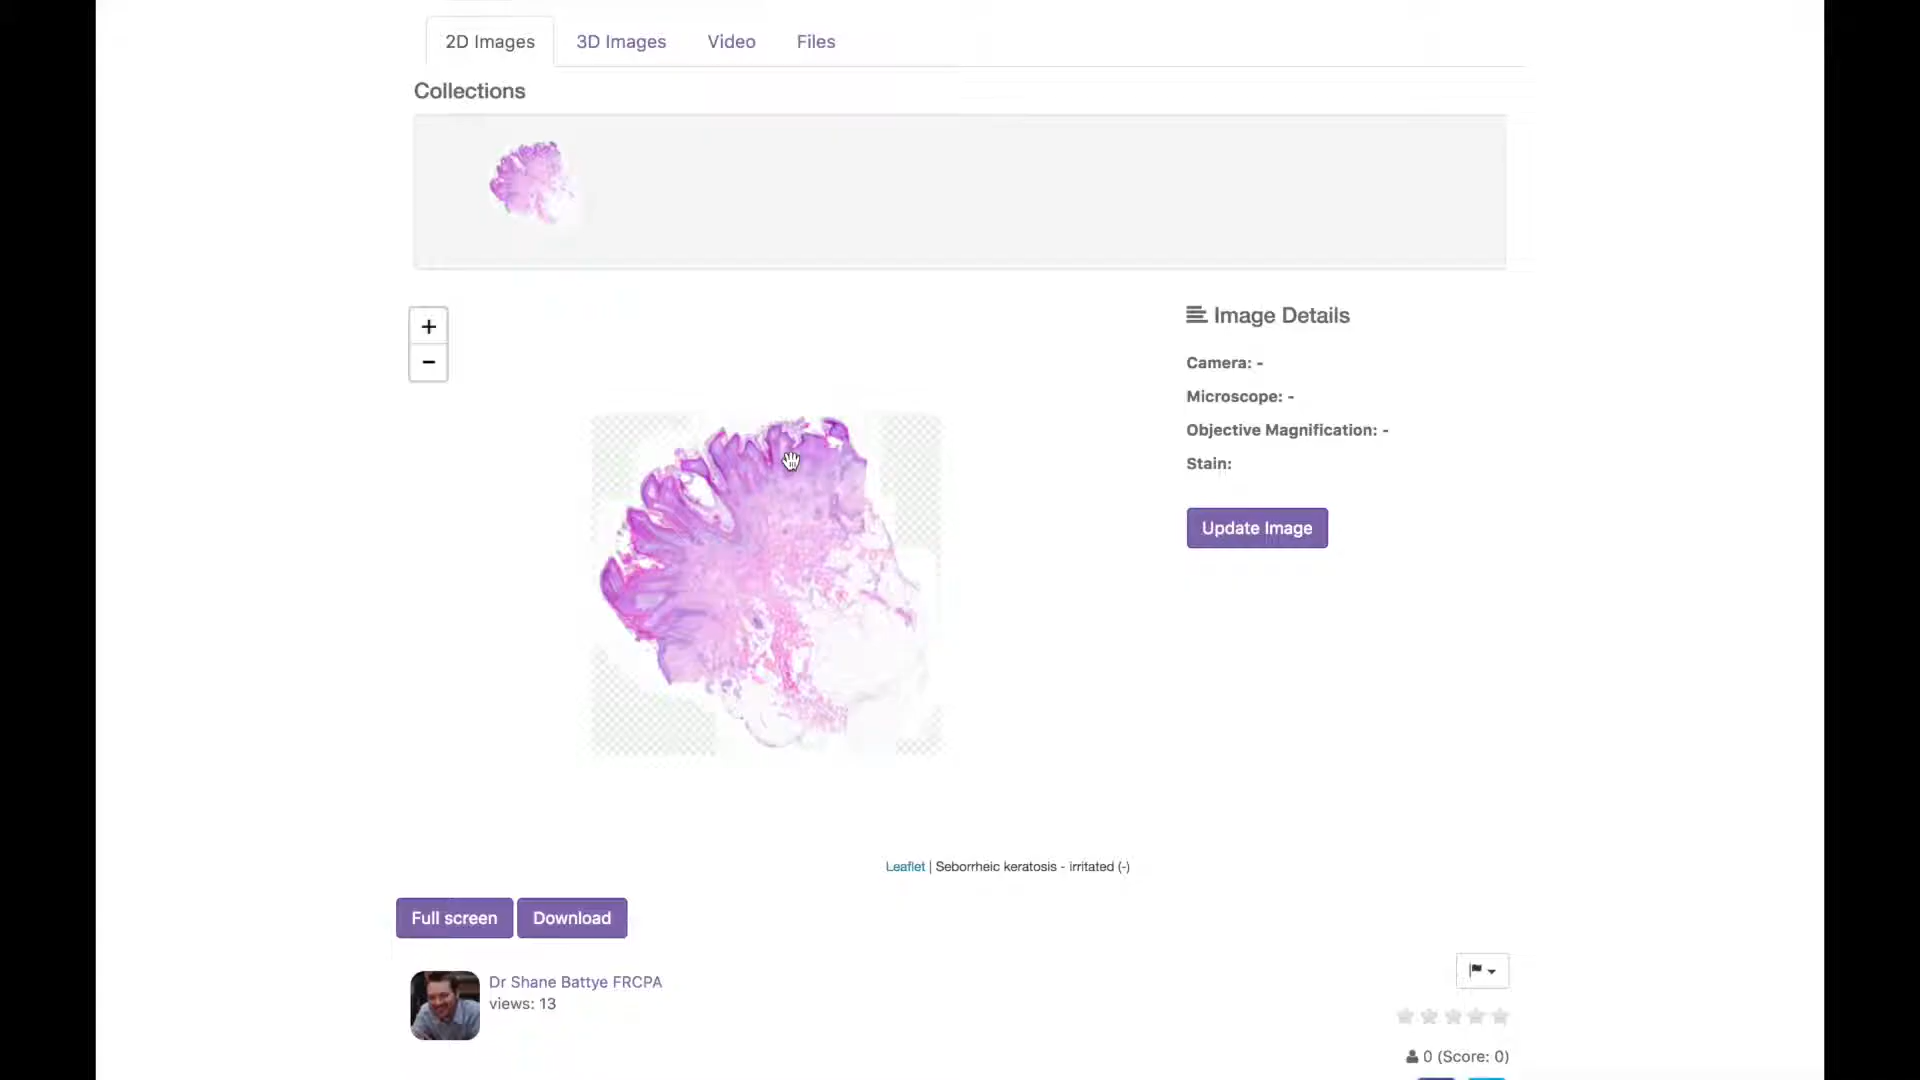 2D Images 3D Images Video Files
Collections
+
−
Image Details
Camera: -
Microscope: -
Objective Magnification: -
Stain:
Update Image
Leaflet | Seborrheic keratosis - irritated (-)
Full screen Download
Dr Shane Battye FRCPA
views: 13
0 (Score: 0)